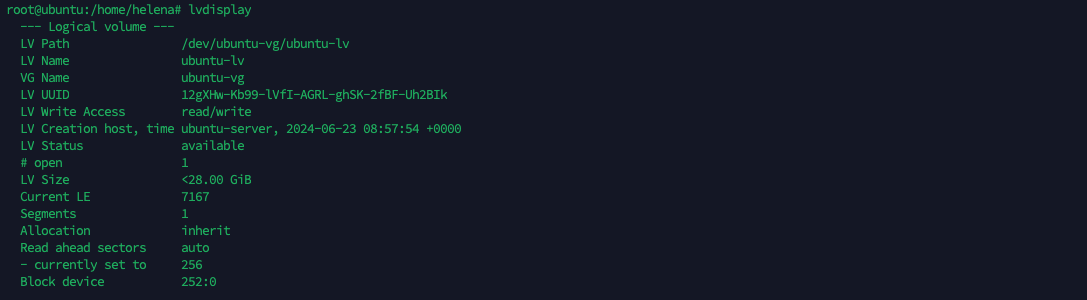 root@ubuntu:/home/helena# lvdisplay
--- Logical volume ---
LV Path                /dev/ubuntu-vg/ubuntu-lv
LV Name                ubuntu-lv
VG Name                ubuntu-vg
LV UUID                12gXHw-Kb99-lVfI-AGRL-ghSK-2fBF-Uh2BIk
LV Write Access        read/write
LV Creation host, time ubuntu-server, 2024-06-23 08:57:54 +0000
LV Status              available
# open                 1
LV Size                <28.00 GiB
Current LE             7167
Segments               1
Allocation             inherit
Read ahead sectors     auto
- currently set to     256
Block device           252:0